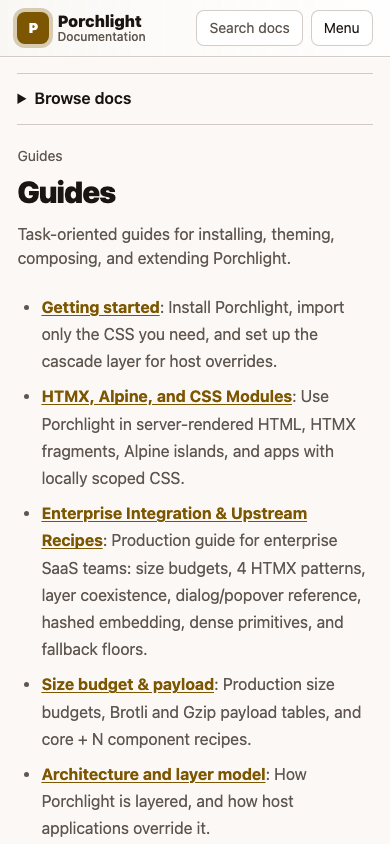 P
Porchlight
Documentation
Search docs
Menu
Browse docs
Guides
Guides
Task-oriented guides for installing, theming,
composing, and extending Porchlight.
Getting started: Install Porchlight, import
only the CSS you need, and set up the
cascade layer for host overrides.
HTMX, Alpine, and CSS Modules: Use
Porchlight in server-rendered HTML, HTMX
fragments, Alpine islands, and apps with
locally scoped CSS.
Enterprise Integration & Upstream
Recipes: Production guide for enterprise
SaaS teams: size budgets, 4 HTMX patterns,
layer coexistence, dialog/popover reference,
hashed embedding, dense primitives, and
fallback floors.
Size budget & payload: Production size
budgets, Brotli and Gzip payload tables, and
core + N component recipes.
Architecture and layer model: How
Porchlight is layered, and how host
applications override it.